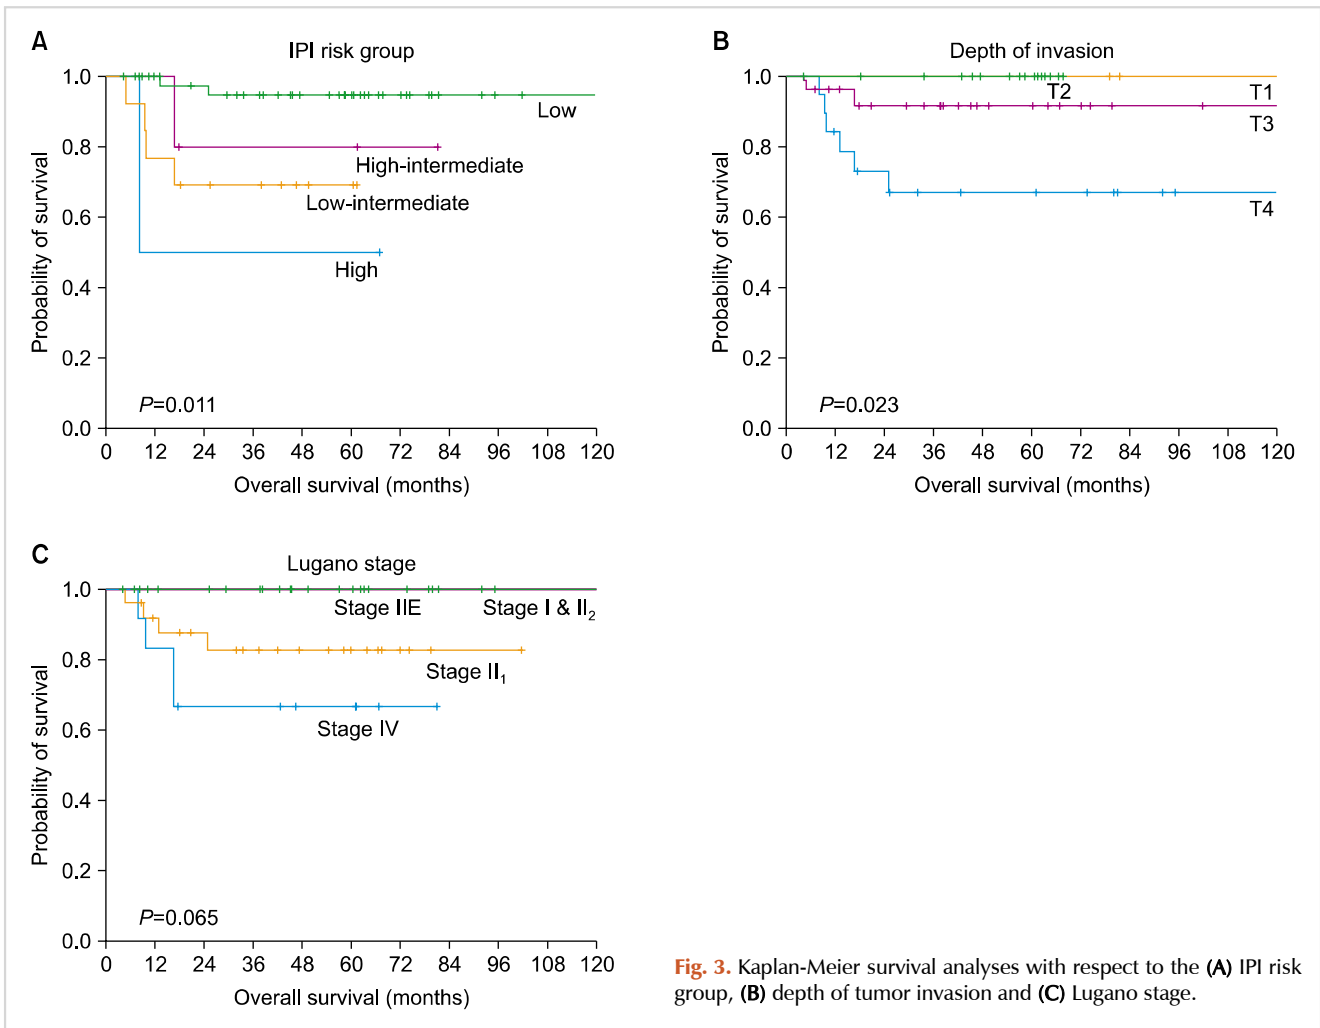 A
IPI risk group
Probability of survival
1.0
0.8
0.6
0.4
0.2
0.0
Low
High-intermediate
Low-intermediate
High
P=0.011
0 12 24 36 48 60 72 84 96 108 120
Overall survival (months)
B
Depth of invasion
Probability of survival
1.0
0.8
0.6
0.4
0.2
0.0
T2
T1
T3
T4
P=0.023
0 12 24 36 48 60 72 84 96 108 120
Overall survival (months)
C
Lugano stage
Probability of survival
1.0
0.8
0.6
0.4
0.2
0.0
Stage IIE
Stage I & II₂
Stage II₁
Stage IV
P=0.065
0 12 24 36 48 60 72 84 96 108 120
Overall survival (months)
Fig. 3. Kaplan-Meier survival analyses with respect to the (A) IPI risk
group, (B) depth of tumor invasion and (C) Lugano stage.